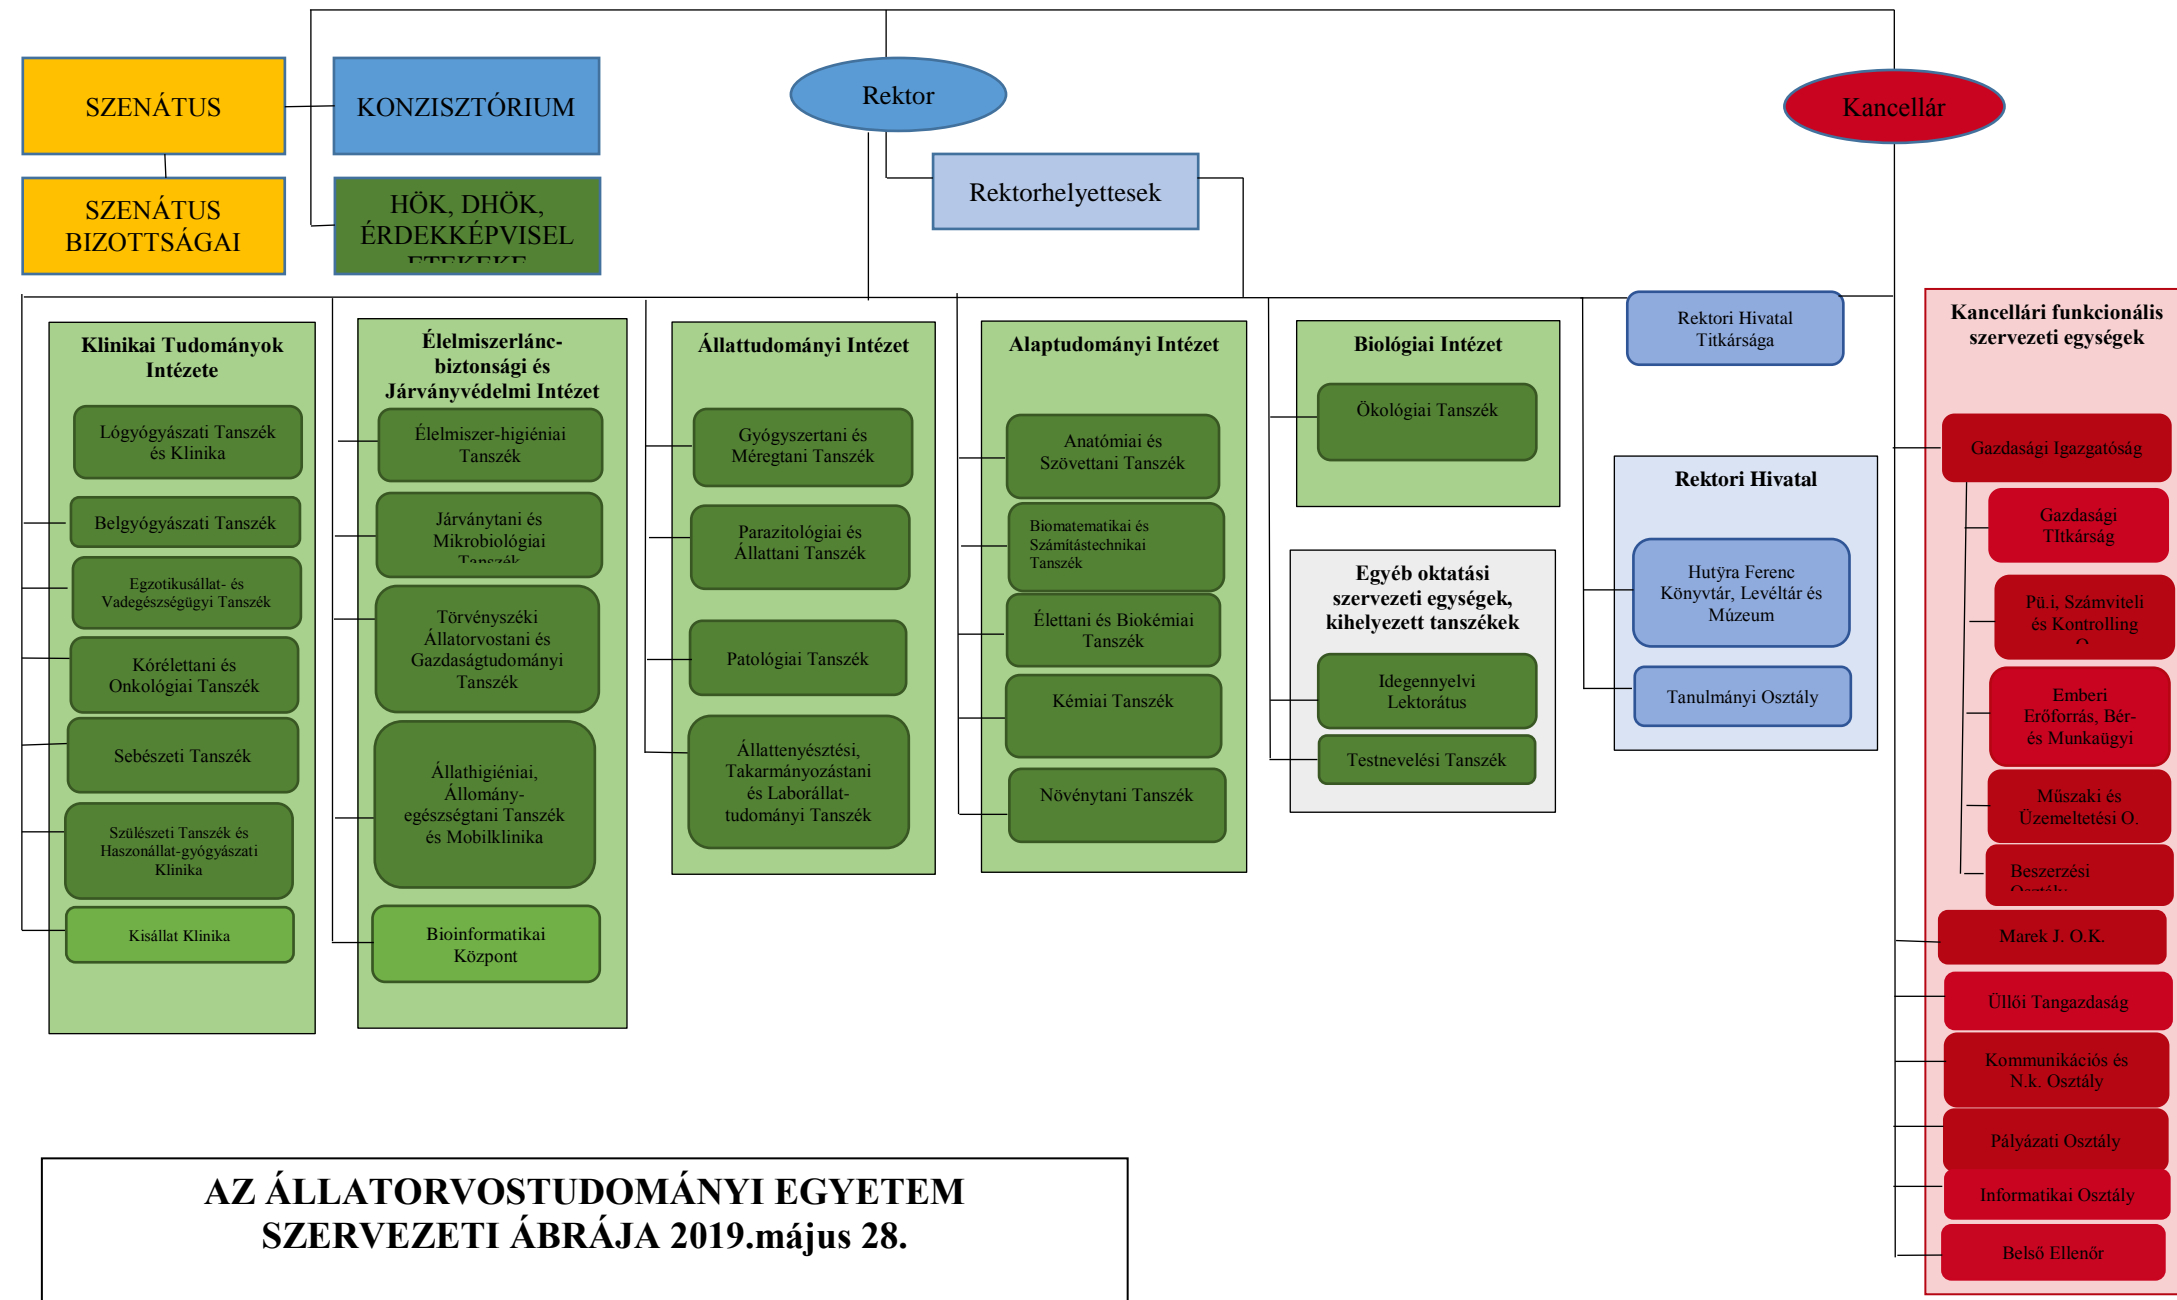 SZENÁTUS
KONZISZTÓRIUM
Rektor
Kancellár
SZENÁTUS
BIZOTTSÁGAI
HÖK, DHÖK,
ÉRDEKKÉPVISEL
ETEKEKE
Rektorhelyettesek
Klinikai Tudományok
Intézete
Lógyógyászati Tanszék
és Klinika
Belgyógyászati Tanszék
Egzotikusállat- és
Vadegészségügyi Tanszék
Kórélettani és
Onkológiai Tanszék
Sebészeti Tanszék
Szülészeti Tanszék és
Haszonállat-gyógyászati
Klinika
Kisállat Klinika
Élelmiszerlánc-
biztonsági és
Járványvédelmi Intézet
Élelmiszer-higiéniai
Tanszék
Járványtani és
Mikrobiológiai
Tanszék
Törvényszéki
Állatorvostani és
Gazdaságtudományi
Tanszék
Állathigiéniai,
Állomány-
egészségtani Tanszék
és Mobilklinika
Bioinformatikai
Központ
Állattudományi Intézet
Gyógyszertani és
Méregtani Tanszék
Parazitológiai és
Állattani Tanszék
Patológiai Tanszék
Állattenyésztési,
Takarmányozástani
és Laborállat-
tudományi Tanszék
Alaptudományi Intézet
Anatómiai és
Szövettani Tanszék
Biomatematikai és
Számítástechnikai
Tanszék
Élettani és Biokémiai
Tanszék
Kémiai Tanszék
Növénytani Tanszék
Biológiai Intézet
Ökológiai Tanszék
Egyéb oktatási
szervezeti egységek,
kihelyezett tanszékek
Idegennyelvi
Lektorátus
Testnevelési Tanszék
Rektori Hivatal
Titkársága
Rektori Hivatal
Hutÿra Ferenc
Könyvtár, Levéltár és
Múzeum
Tanulmányi Osztály
Kancellári funkcionális
szervezeti egységek
Gazdasági Igazgatóság
Gazdasági
TItkárság
Pü.i, Számviteli
és Kontrolling
O
Emberi
Erőforrás, Bér-
és Munkaügyi
Műszaki és
Üzemeltetési O.
Beszerzési
Osztály
Marek J. O.K.
Üllői Tangazdaság
Kommunikációs és
N.k. Osztály
Pályázati Osztály
Informatikai Osztály
Belső Ellenőr
AZ ÁLLATORVOSTUDOMÁNYI EGYETEM
SZERVEZETI ÁBRÁJA 2019.május 28.